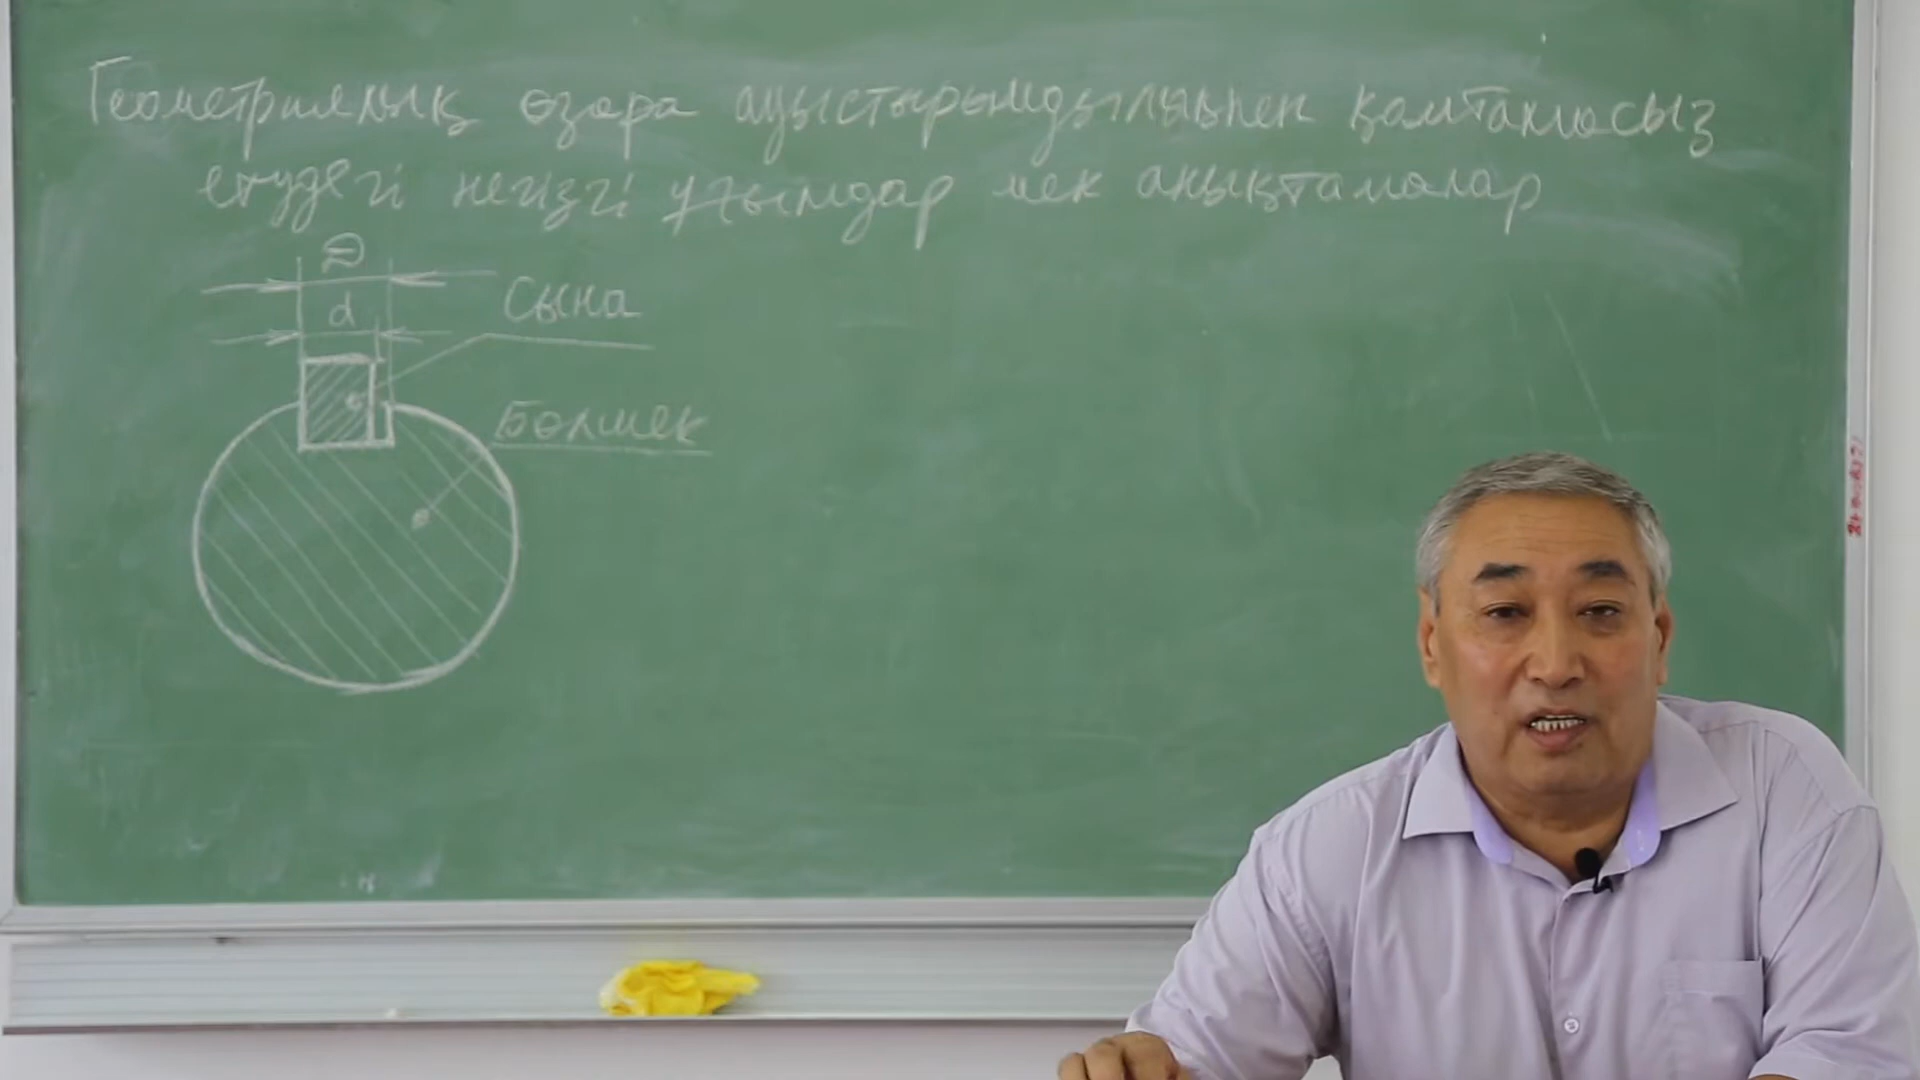 Геометриялық өзара ауыстырымдылықпен қамтамасыз
етудегі негізгі ұғымдар мен анықтамалар
D
d
Сына
Бөлшек